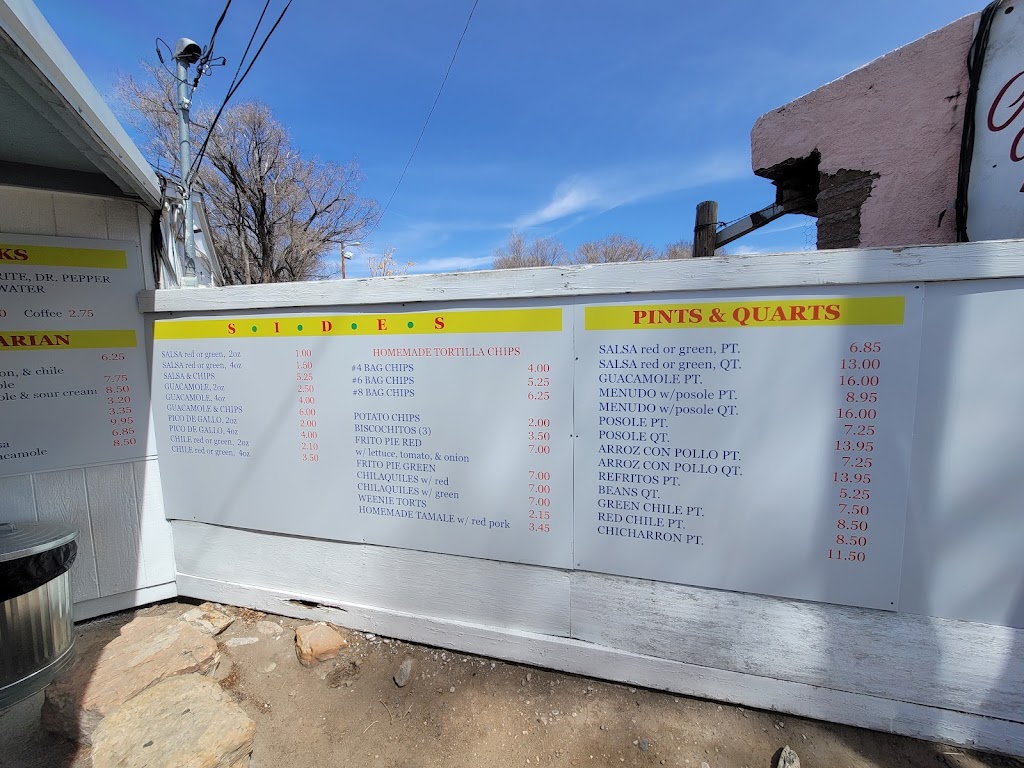 KS
RITE, DR. PEPPER
WATER
0 Coffee 2.75
ARIAN
6.25
on, & chile
7.75
ole & sour cream 8.50
3.20
3.35
9.95
6.85
sa 8.50
acamole
S•I•D•E•S
SALSA red or green, 2oz 1.00
SALSA red or green, 4oz 1.50
SALSA & CHIPS 5.25
GUACAMOLE, 2oz 2.50
GUACAMOLE, 4oz 4.00
GUACAMOLE & CHIPS 6.00
PICO DE GALLO, 2oz 2.00
PICO DE GALLO, 4oz 4.00
CHILE red or green, 2oz 2.10
CHILE red or green, 4oz 3.50
HOMEMADE TORTILLA CHIPS
#4 BAG CHIPS 4.00
#6 BAG CHIPS 5.25
#8 BAG CHIPS 6.25
POTATO CHIPS 2.00
BISCOCHITOS (3) 3.50
FRITO PIE RED 7.00
w/ lettuce, tomato, & onion
FRITO PIE GREEN 7.00
CHILAQUILES w/ red 7.00
CHILAQUILES w/ green 7.00
WEENIE TORTS 2.15
HOMEMADE TAMALE w/ red pork 3.45
PINTS & QUARTS
SALSA red or green, PT. 6.85
SALSA red or green, QT. 13.00
GUACAMOLE PT. 16.00
MENUDO w/posole PT. 8.95
MENUDO w/posole QT. 16.00
POSOLE PT. 7.25
POSOLE QT. 13.95
ARROZ CON POLLO PT. 7.25
ARROZ CON POLLO QT. 13.95
REFRITOS PT. 5.25
BEANS QT. 7.50
GREEN CHILE PT. 8.50
RED CHILE PT. 8.50
CHICHARRON PT. 11.50